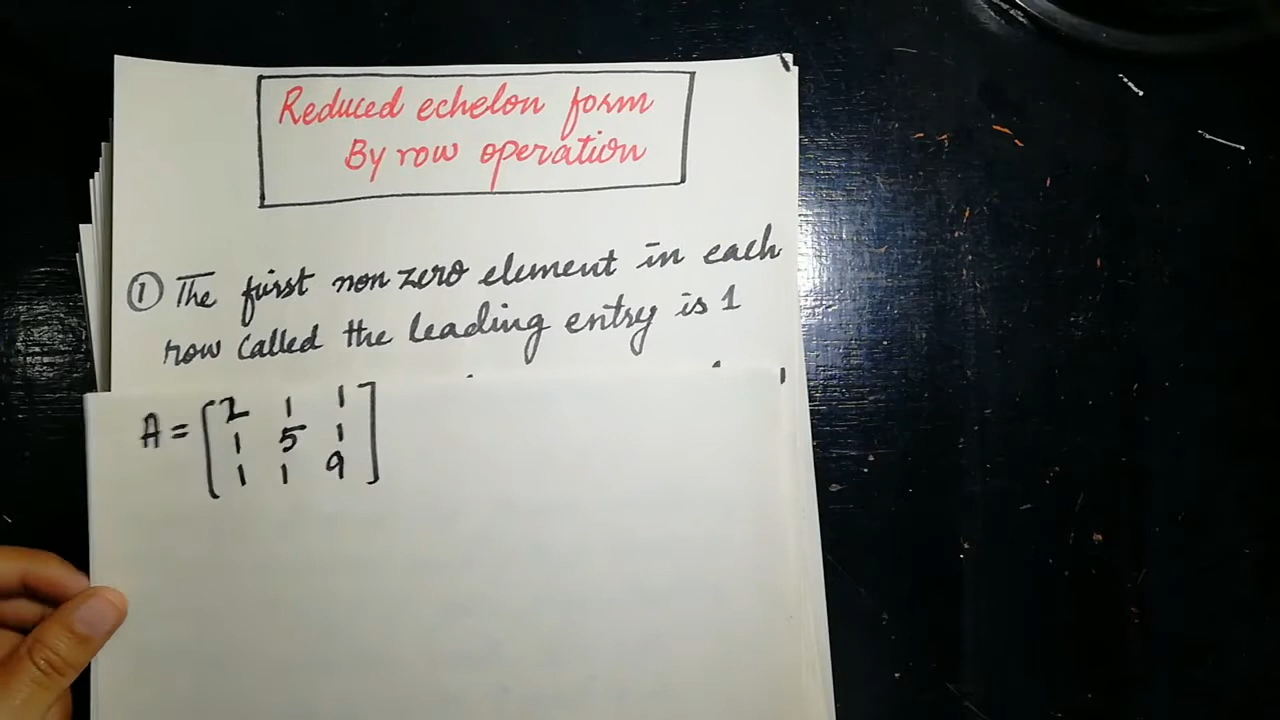 Reduced echelon form
By row operation
① The first non zero element in each
row called the leading entry is 1
A = [2 1 1
1 5 1
1 1 9]